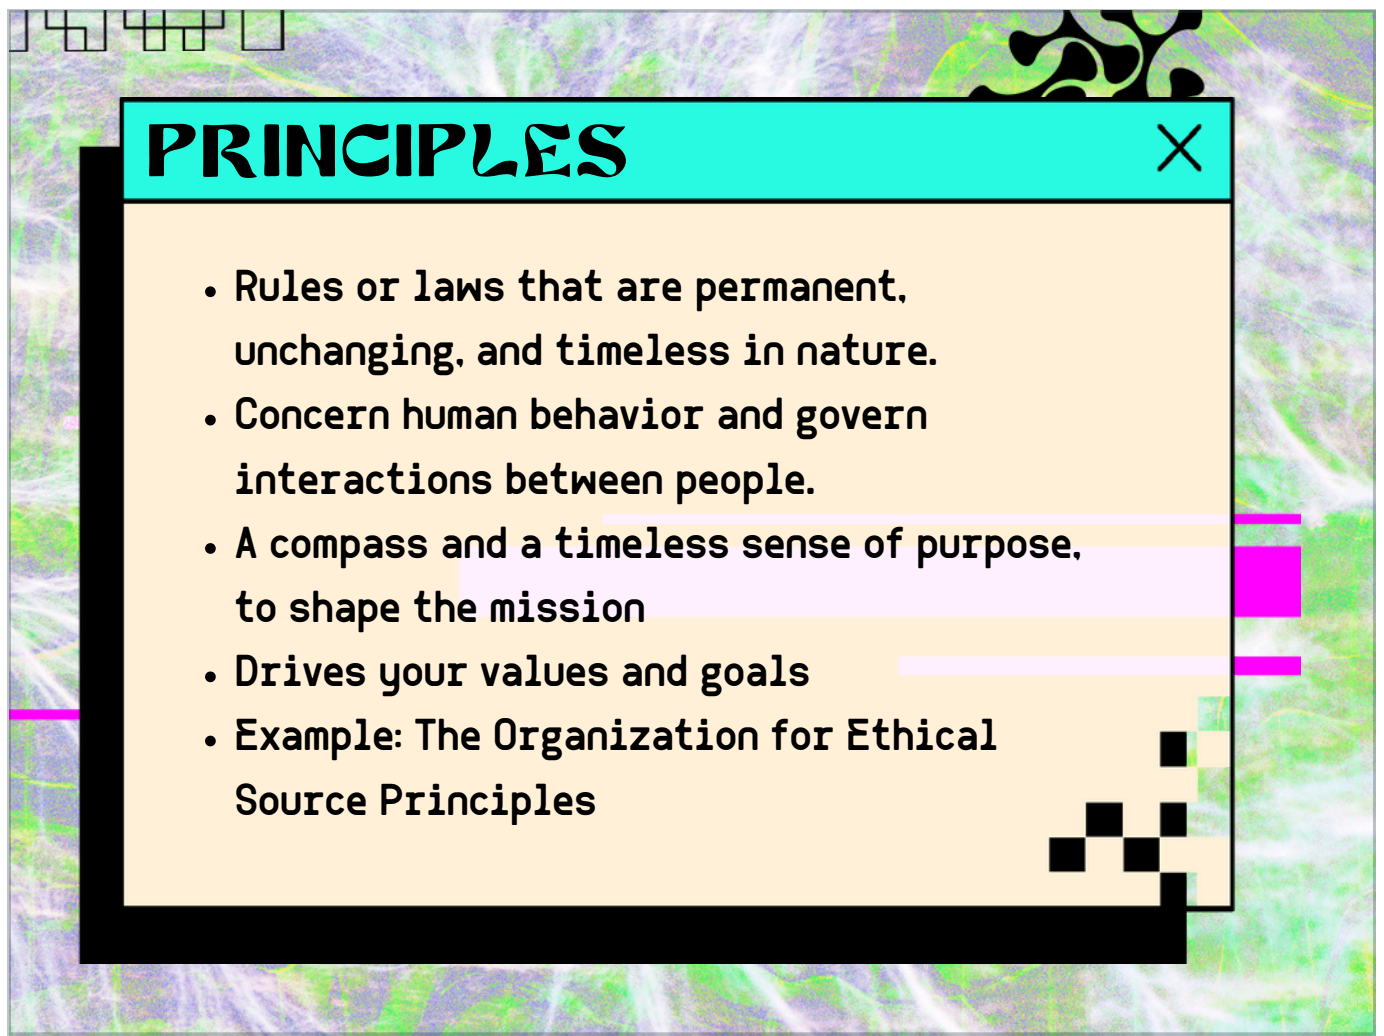 PRINCIPLES
• Rules or laws that are permanent,
unchanging, and timeless in nature.
• Concern human behavior and govern
interactions between people.
• A compass and a timeless sense of purpose,
to shape the mission
• Drives your values and goals
• Example: The Organization for Ethical
Source Principles